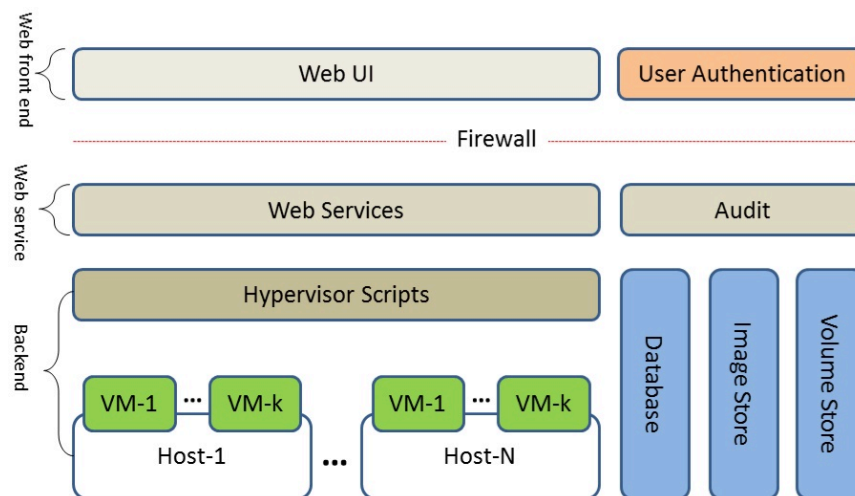 Web front end
Web UI
User Authentication
Firewall
Web service
Web Services
Audit
Backend
Hypervisor Scripts
Database
Image Store
Volume Store
VM-1
...
VM-k
VM-1
...
VM-k
Host-1
...
Host-N